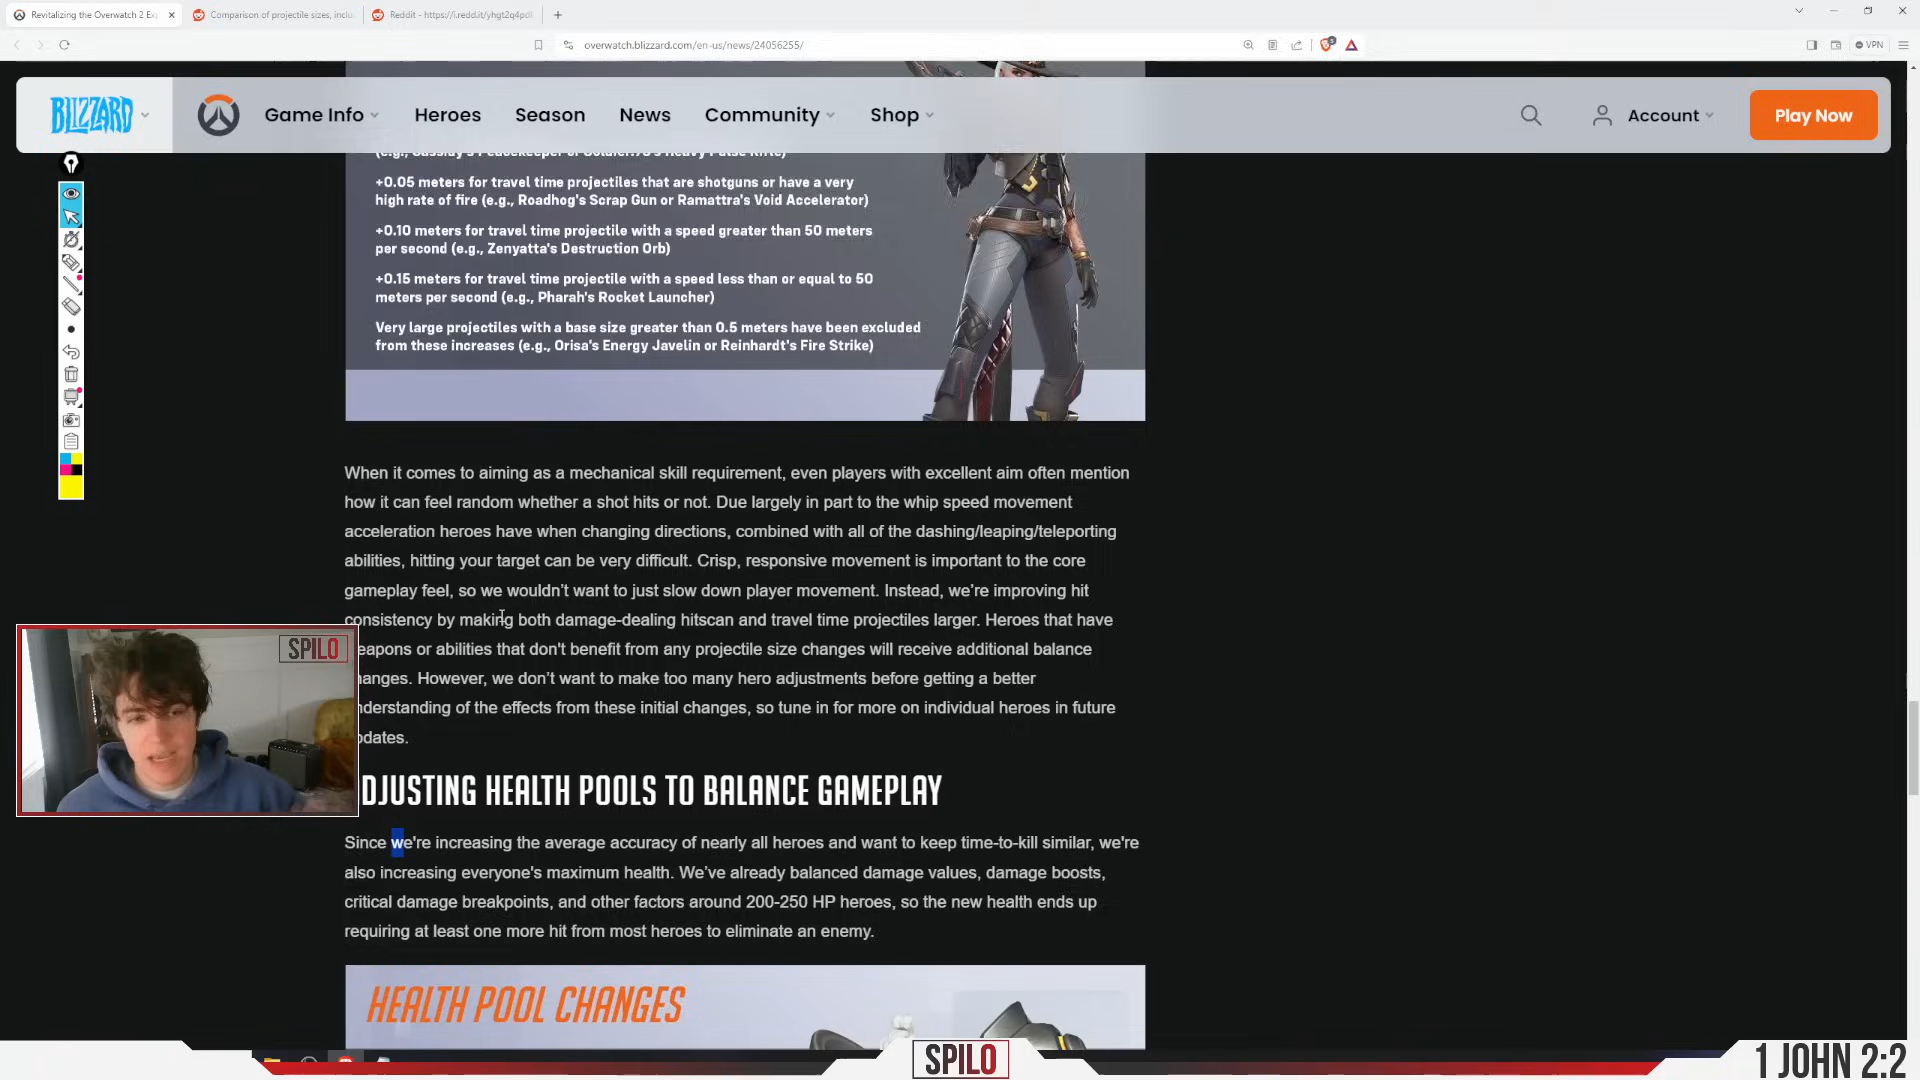 Revitalizing the Overwatch 2 Ex
Comparison of projectile sizes, inclu
Reddit - https://i.redd.it/yhgt2q4pdl
overwatch.blizzard.com/en-us/news/24056255/
VPN
BLIZZARD
Game Info
Heroes
Season
News
Community
Shop
Account
Play Now
(e.g., Cassidy's Peacekeeper or Soldier:76's Heavy Pulse Rifle)
+0.05 meters for travel time projectiles that are shotguns or have a very
high rate of fire (e.g., Roadhog's Scrap Gun or Ramattra's Void Accelerator)
+0.10 meters for travel time projectile with a speed greater than 50 meters
per second (e.g., Zenyatta's Destruction Orb)
+0.15 meters for travel time projectile with a speed less than or equal to 50
meters per second (e.g., Pharah's Rocket Launcher)
Very large projectiles with a base size greater than 0.5 meters have been excluded
from these increases (e.g., Orisa's Energy Javelin or Reinhardt's Fire Strike)
When it comes to aiming as a mechanical skill requirement, even players with excellent aim often mention
how it can feel random whether a shot hits or not. Due largely in part to the whip speed movement
acceleration heroes have when changing directions, combined with all of the dashing/leaping/teleporting
abilities, hitting your target can be very difficult. Crisp, responsive movement is important to the core
gameplay feel, so we wouldn't want to just slow down player movement. Instead, we're improving hit
consistency by making both damage-dealing hitscan and travel time projectiles larger. Heroes that have
eapons or abilities that don't benefit from any projectile size changes will receive additional balance
hanges. However, we don't want to make too many hero adjustments before getting a better
nderstanding of the effects from these initial changes, so tune in for more on individual heroes in future
pdates.
DJUSTING HEALTH POOLS TO BALANCE GAMEPLAY
Since we're increasing the average accuracy of nearly all heroes and want to keep time-to-kill similar, we're
also increasing everyone's maximum health. We've already balanced damage values, damage boosts,
critical damage breakpoints, and other factors around 200-250 HP heroes, so the new health ends up
requiring at least one more hit from most heroes to eliminate an enemy.
HEALTH POOL CHANGES
SPILO
SPILO
1 JOHN 2:2